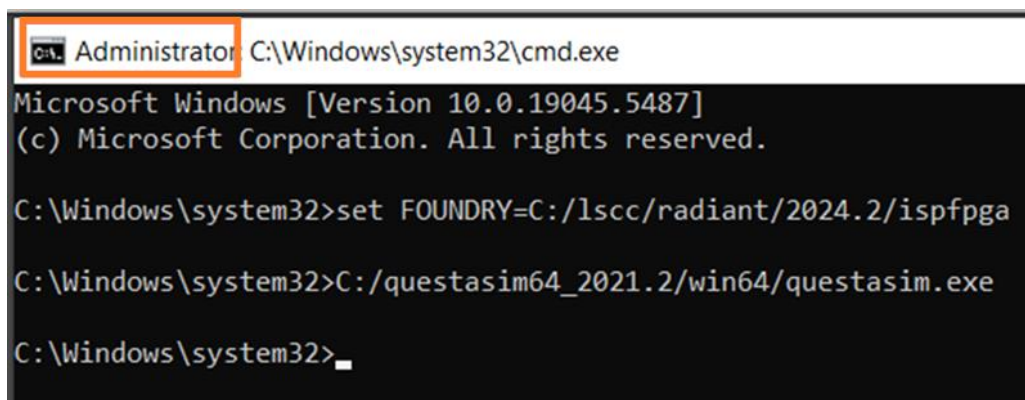 Administrator: C:\Windows\system32\cmd.exe
Microsoft Windows [Version 10.0.19045.5487]
(c) Microsoft Corporation. All rights reserved.
C:\Windows\system32>set FOUNDRY=C:/lscc/radiant/2024.2/ispfpga
C:\Windows\system32>C:/questasim64_2021.2/win64/questasim.exe
C:\Windows\system32>